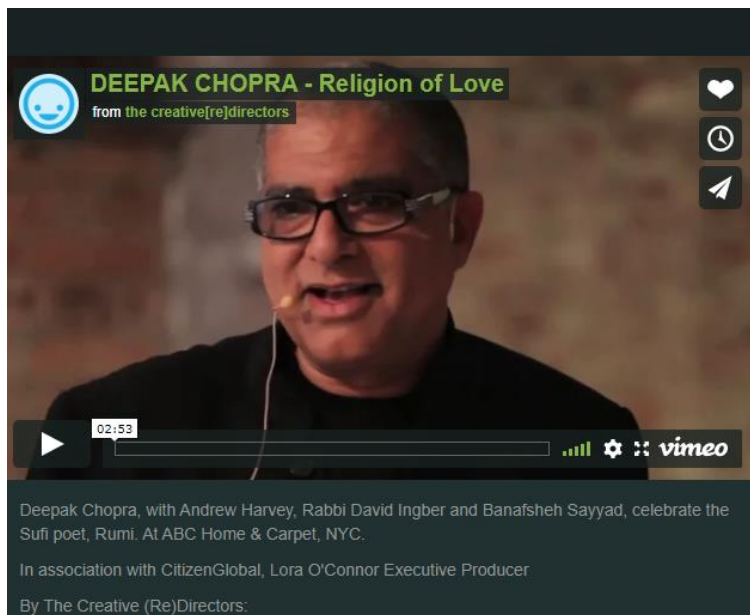 DEEPAK CHOPRA - Religion of Love
from the creative[re]directors
02:53
vimeo
Deepak Chopra, with Andrew Harvey, Rabbi David Ingber and Banafsheh Sayyad, celebrate the
Sufi poet, Rumi. At ABC Home & Carpet, NYC.
In association with CitizenGlobal, Lora O'Connor Executive Producer
By The Creative (Re)Directors: